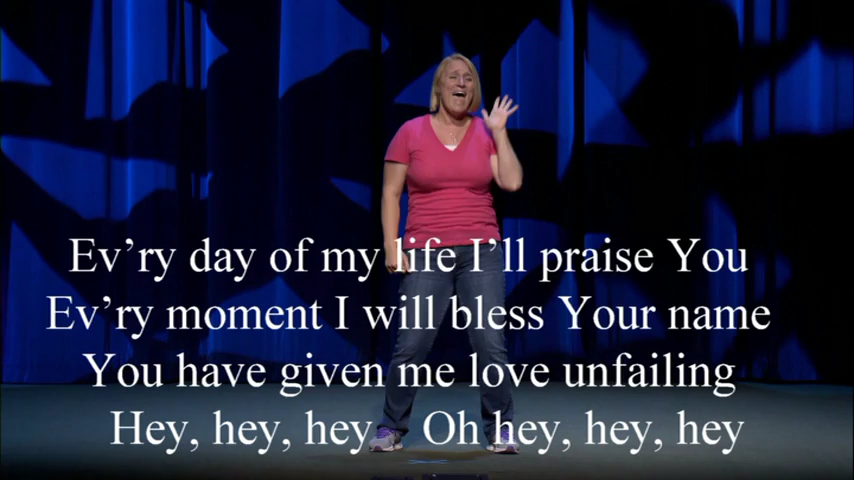 Ev’ry day of my life I’ll praise You
Ev’ry moment I will bless Your name
You have given me love unfailing
Hey, hey, hey Oh hey, hey, hey